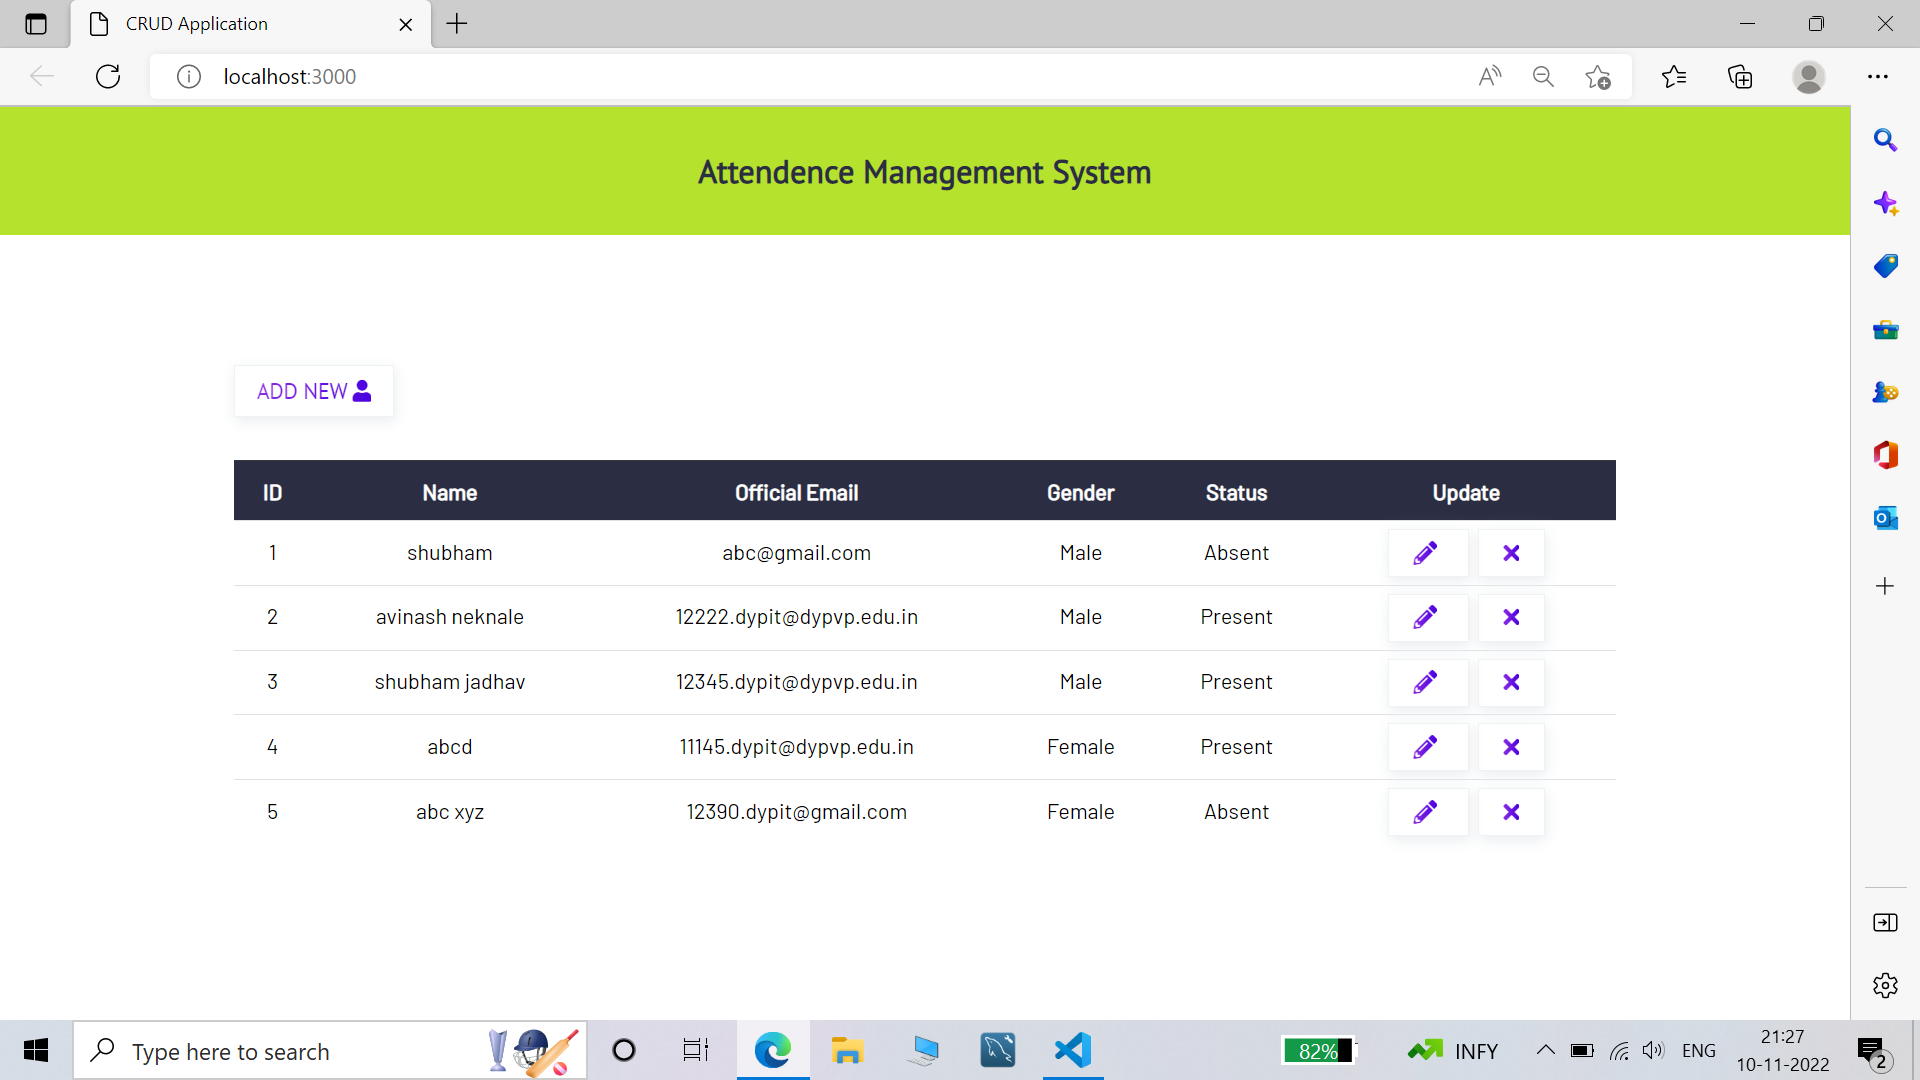 CRUD Application
localhost:3000
Attendence Management System
ADD NEW
ID Name Official Email Gender Status Update
1 shubham abc@gmail.com Male Absent
2 avinash neknale 12222.dypit@dypvp.edu.in Male Present
3 shubham jadhav 12345.dypit@dypvp.edu.in Male Present
4 abcd 11145.dypit@dypvp.edu.in Female Present
5 abc xyz 12390.dypit@gmail.com Female Absent
Type here to search
82%
INFY
ENG
21:27
10-11-2022
2